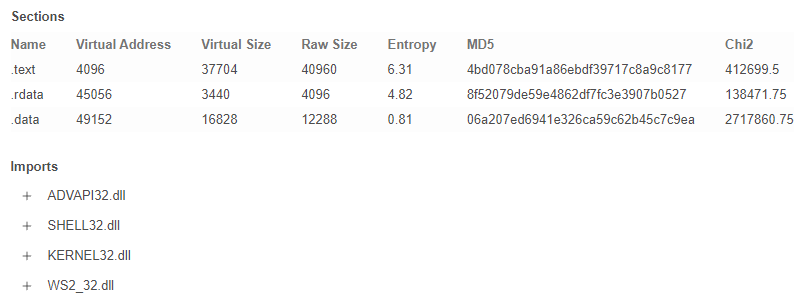 Sections
Name Virtual Address Virtual Size Raw Size Entropy MD5 Chi2
.text 4096 37704 40960 6.31 4bd078cba91a86ebdf39717c8a9c8177 412699.5
.rdata 45056 3440 4096 4.82 8f52079de59e4862df7fc3e3907b0527 138471.75
.data 49152 16828 12288 0.81 06a207ed6941e326ca59c62b45c7c9ea 2717860.75
Imports
+ ADVAPI32.dll
+ SHELL32.dll
+ KERNEL32.dll
+ WS2_32.dll